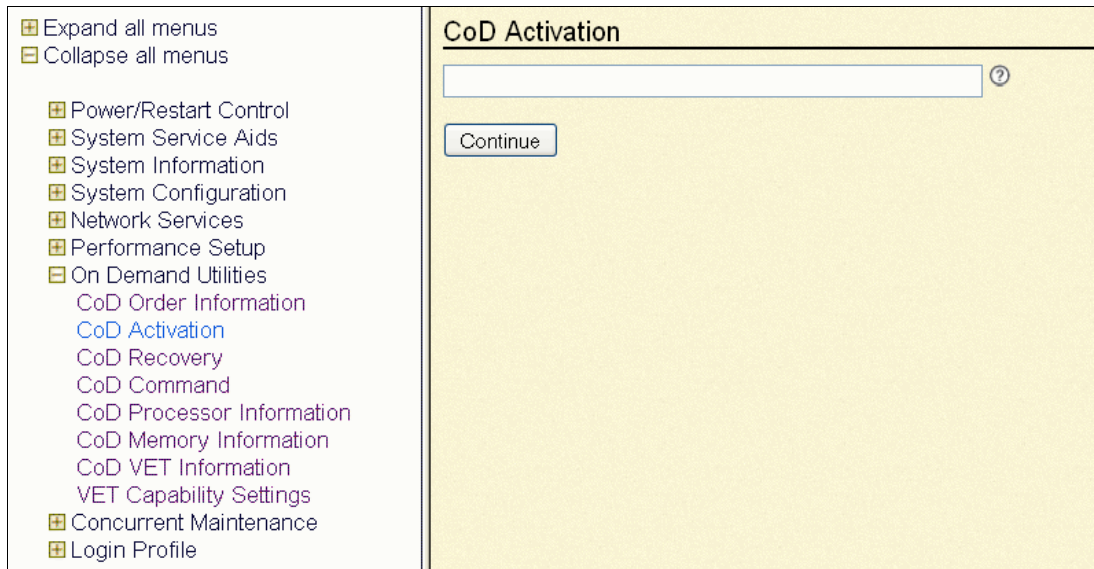 Expand all menus
Collapse all menus
Power/Restart Control
System Service Aids
System Information
System Configuration
Network Services
Performance Setup
On Demand Utilities
CoD Order Information
CoD Activation
CoD Recovery
CoD Command
CoD Processor Information
CoD Memory Information
CoD VET Information
VET Capability Settings
Concurrent Maintenance
Login Profile
CoD Activation
?
Continue